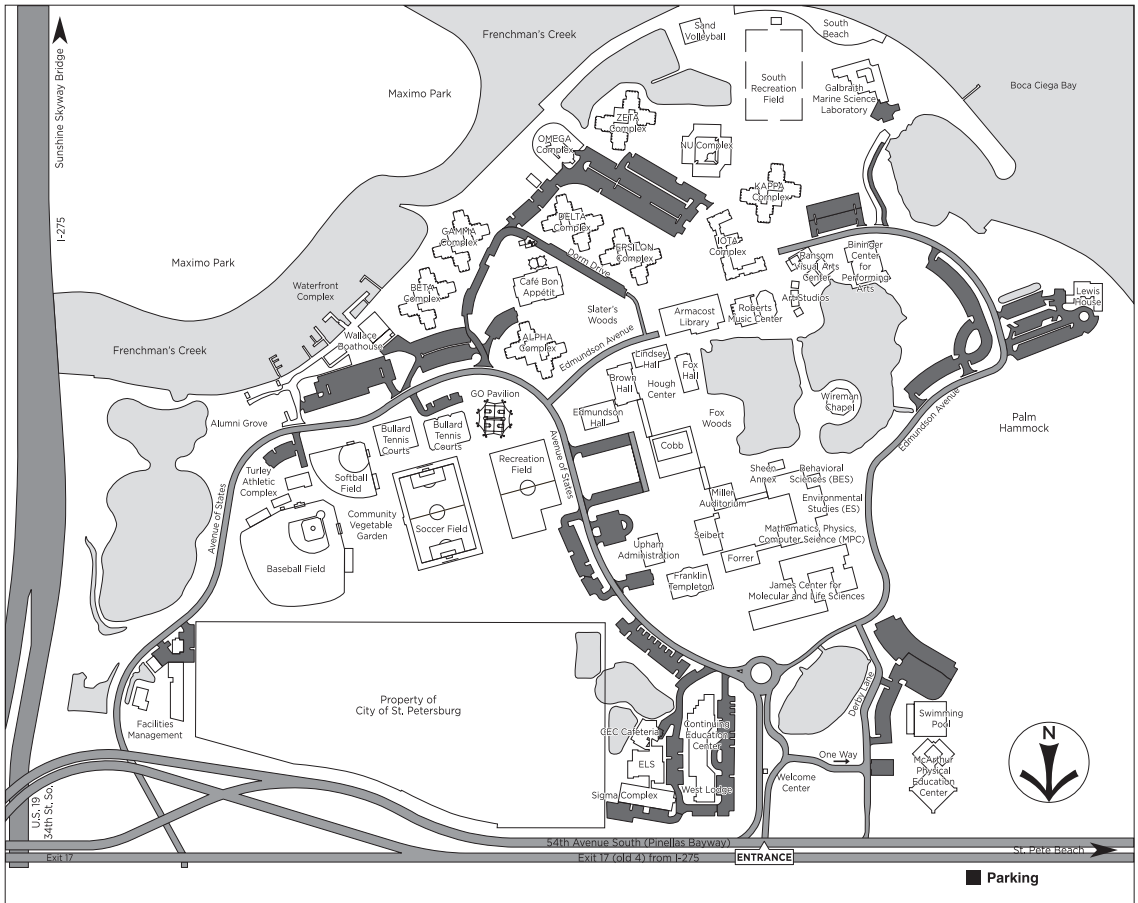 Sunshine Skyway Bridge
I-275
Frenchman's Creek
Maximo Park
Sand
Volleyball
South
Beach
South
Recreation
Field
Galbraith
Marine Science
Laboratory
Boca Ciega Bay
ZETA
Complex
OMEGA
Complex
NU Complex
KAPPA
Complex
DELTA
Complex
GAMMA
Complex
EPSILON
Complex
IOTA
Complex
Dorm Drive
Maximo Park
Ransom
Visual Arts
Center
Bininger
Center
for
Performing
Arts
Waterfront
Complex
BETA
Complex
Café Bon
Appétit
Art Studios
Lewis
House
Slater's
Woods
Armacost
Library
Roberts
Music Center
Wallace
Boathouse
ALPHA
Complex
Edmundson Avenue
Frenchman's Creek
Lindsey
Hall
Fox
Hall
Brown
Hall
Hough
Center
GO Pavilion
Wireman
Chapel
Edmundson Avenue
Palm
Hammock
Edmundson
Hall
Fox
Woods
Alumni Grove
Bullard
Tennis
Courts
Bullard
Tennis
Courts
Avenue of States
Cobb
Recreation
Field
Turley
Athletic
Complex
Softball
Field
Sheen
Annex
Behavioral
Sciences (BES)
Miller
Auditorium
Environmental
Studies (ES)
Avenue of States
Community
Vegetable
Garden
Soccer Field
Mathematics, Physics,
Computer Science (MPC)
Seibert
Upham
Administration
Forrer
Baseball Field
Franklin
Templeton
James Center for
Molecular and Life Sciences
Property of
City of St. Petersburg
Derby Lane
Facilities
Management
CEC Cafeteria
Continuing
Education
Center
Swimming
Pool
N
One Way
ELS
Welcome
Center
McArthur
Physical
Education
Center
Sigma Complex
West Lodge
U.S. 19
34th St. So.
54th Avenue South (Pinellas Bayway)
Exit 17
Exit 17 (old 4) from I-275
ENTRANCE
St. Pete Beach
Parking